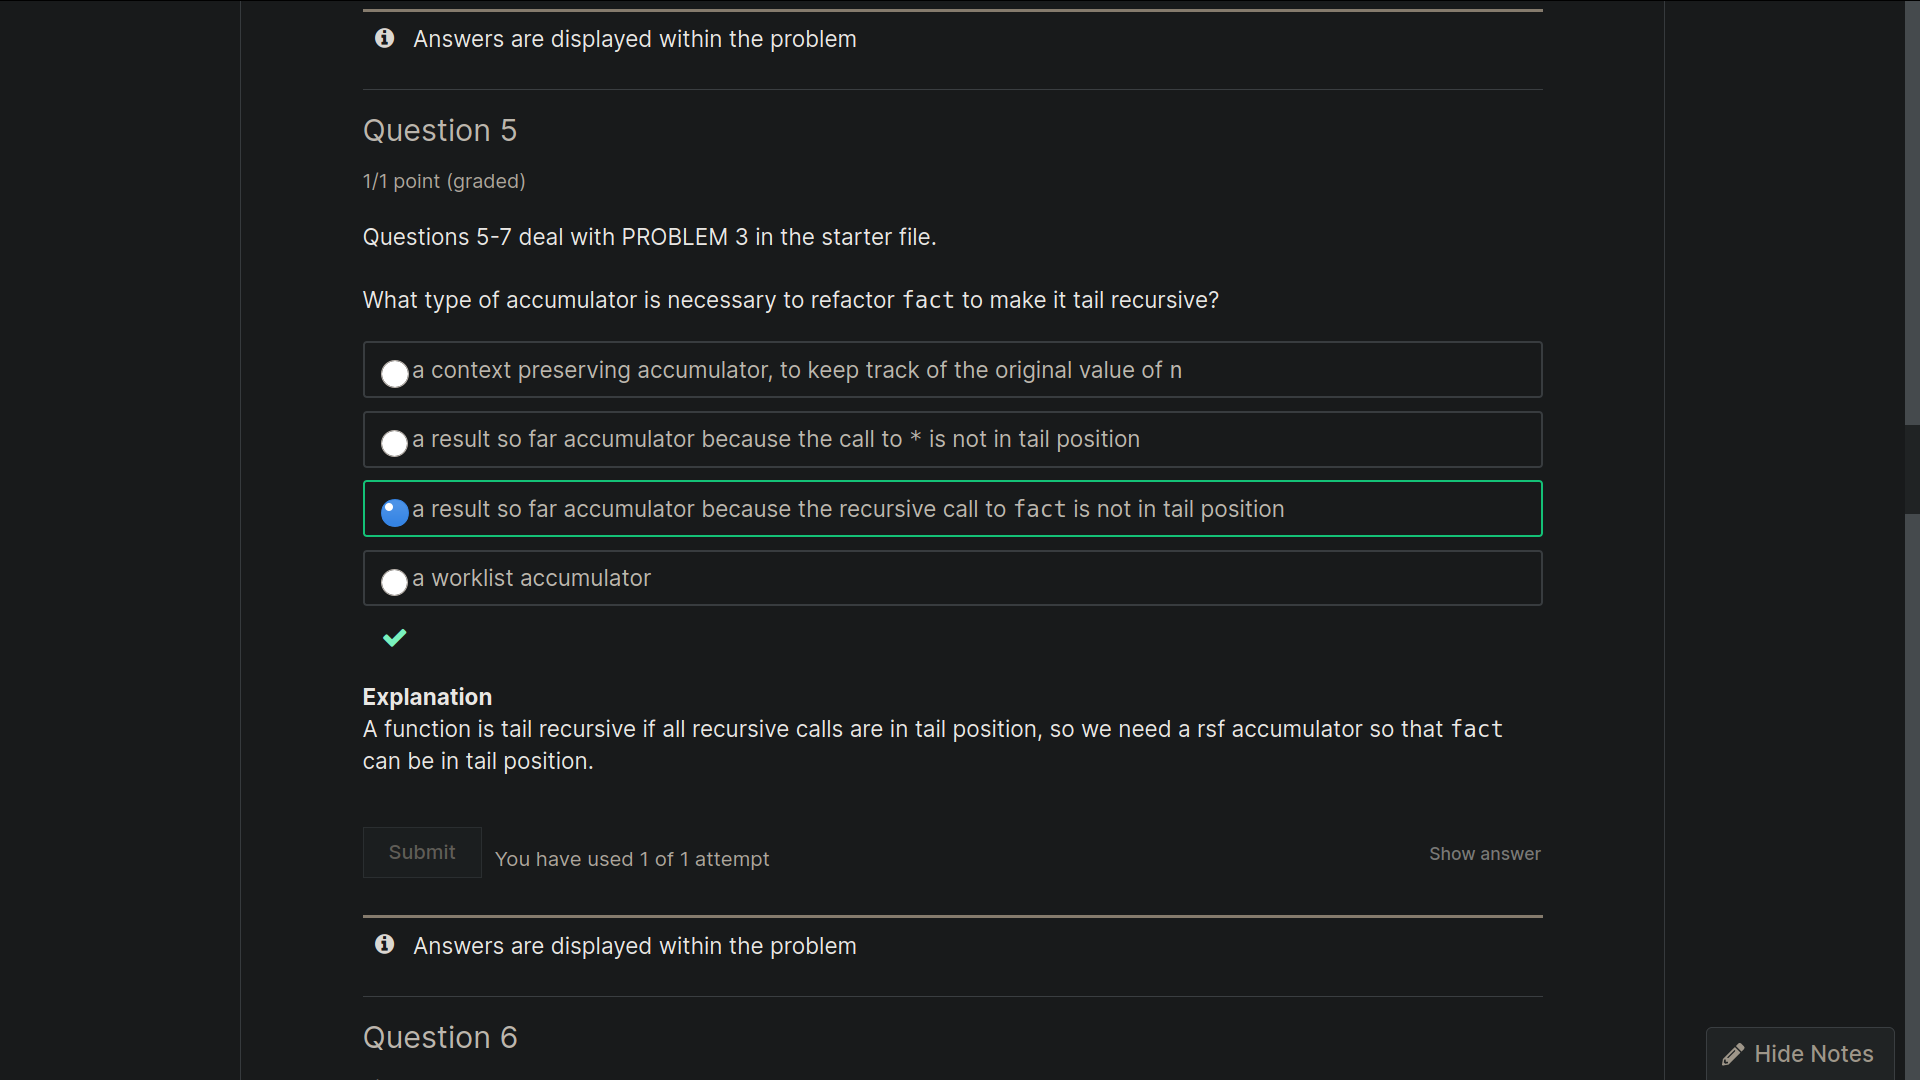 Answers are displayed within the problem
Question 5
1/1 point (graded)
Questions 5-7 deal with PROBLEM 3 in the starter file.
What type of accumulator is necessary to refactor fact to make it tail recursive?
a context preserving accumulator, to keep track of the original value of n
a result so far accumulator because the call to * is not in tail position
a result so far accumulator because the recursive call to fact is not in tail position
a worklist accumulator
Explanation
A function is tail recursive if all recursive calls are in tail position, so we need a rsf accumulator so that fact
can be in tail position.
Submit
You have used 1 of 1 attempt
Show answer
Answers are displayed within the problem
Question 6
Hide Notes